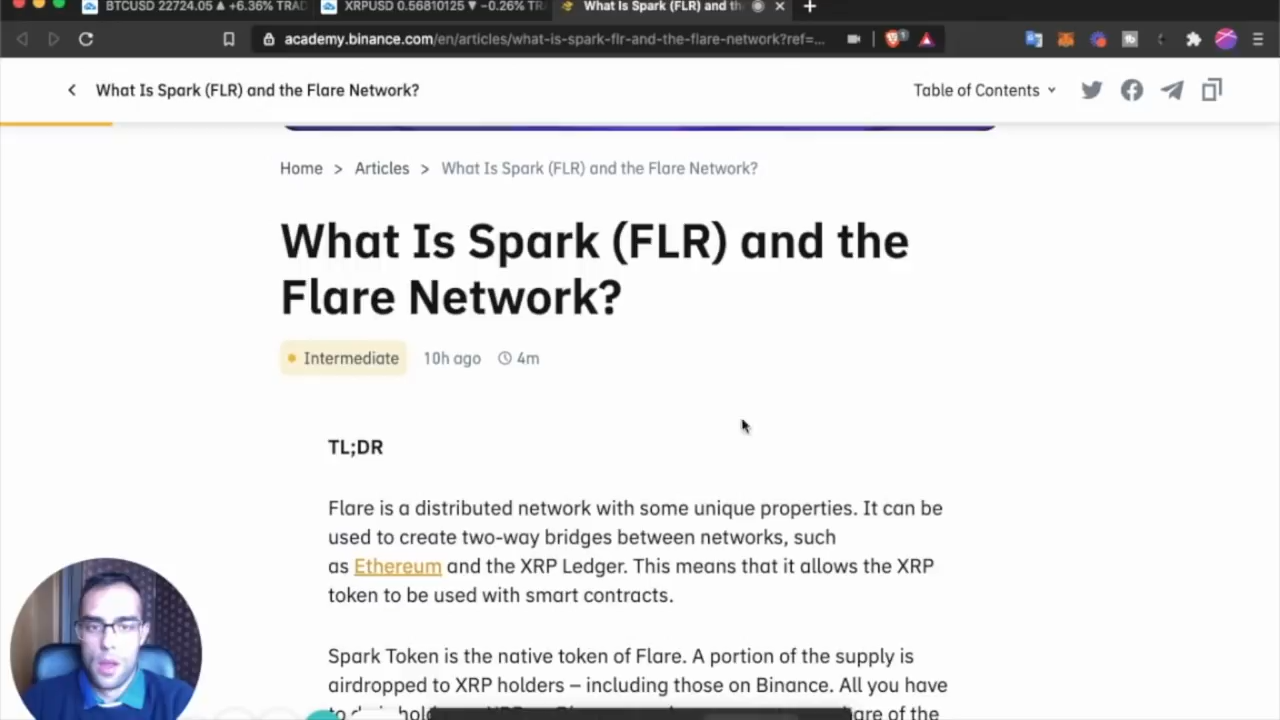 BTCUSD 22724.05 ▲ +6.36% XRPUSD 0.56810125 ▼ −0.26% What Is Spark (FLR) and
academy.binance.com/en/articles/what-is-spark-flr-and-the-flare-network?ref=...
What Is Spark (FLR) and the Flare Network? Table of Contents
Home > Articles > What Is Spark (FLR) and the Flare Network?
What Is Spark (FLR) and the
Flare Network?
Intermediate 10h ago 4m
TL;DR
Flare is a distributed network with some unique properties. It can be
used to create two-way bridges between networks, such
as Ethereum and the XRP Ledger. This means that it allows the XRP
token to be used with smart contracts.
Spark Token is the native token of Flare. A portion of the supply is
airdropped to XRP holders – including those on Binance. All you have